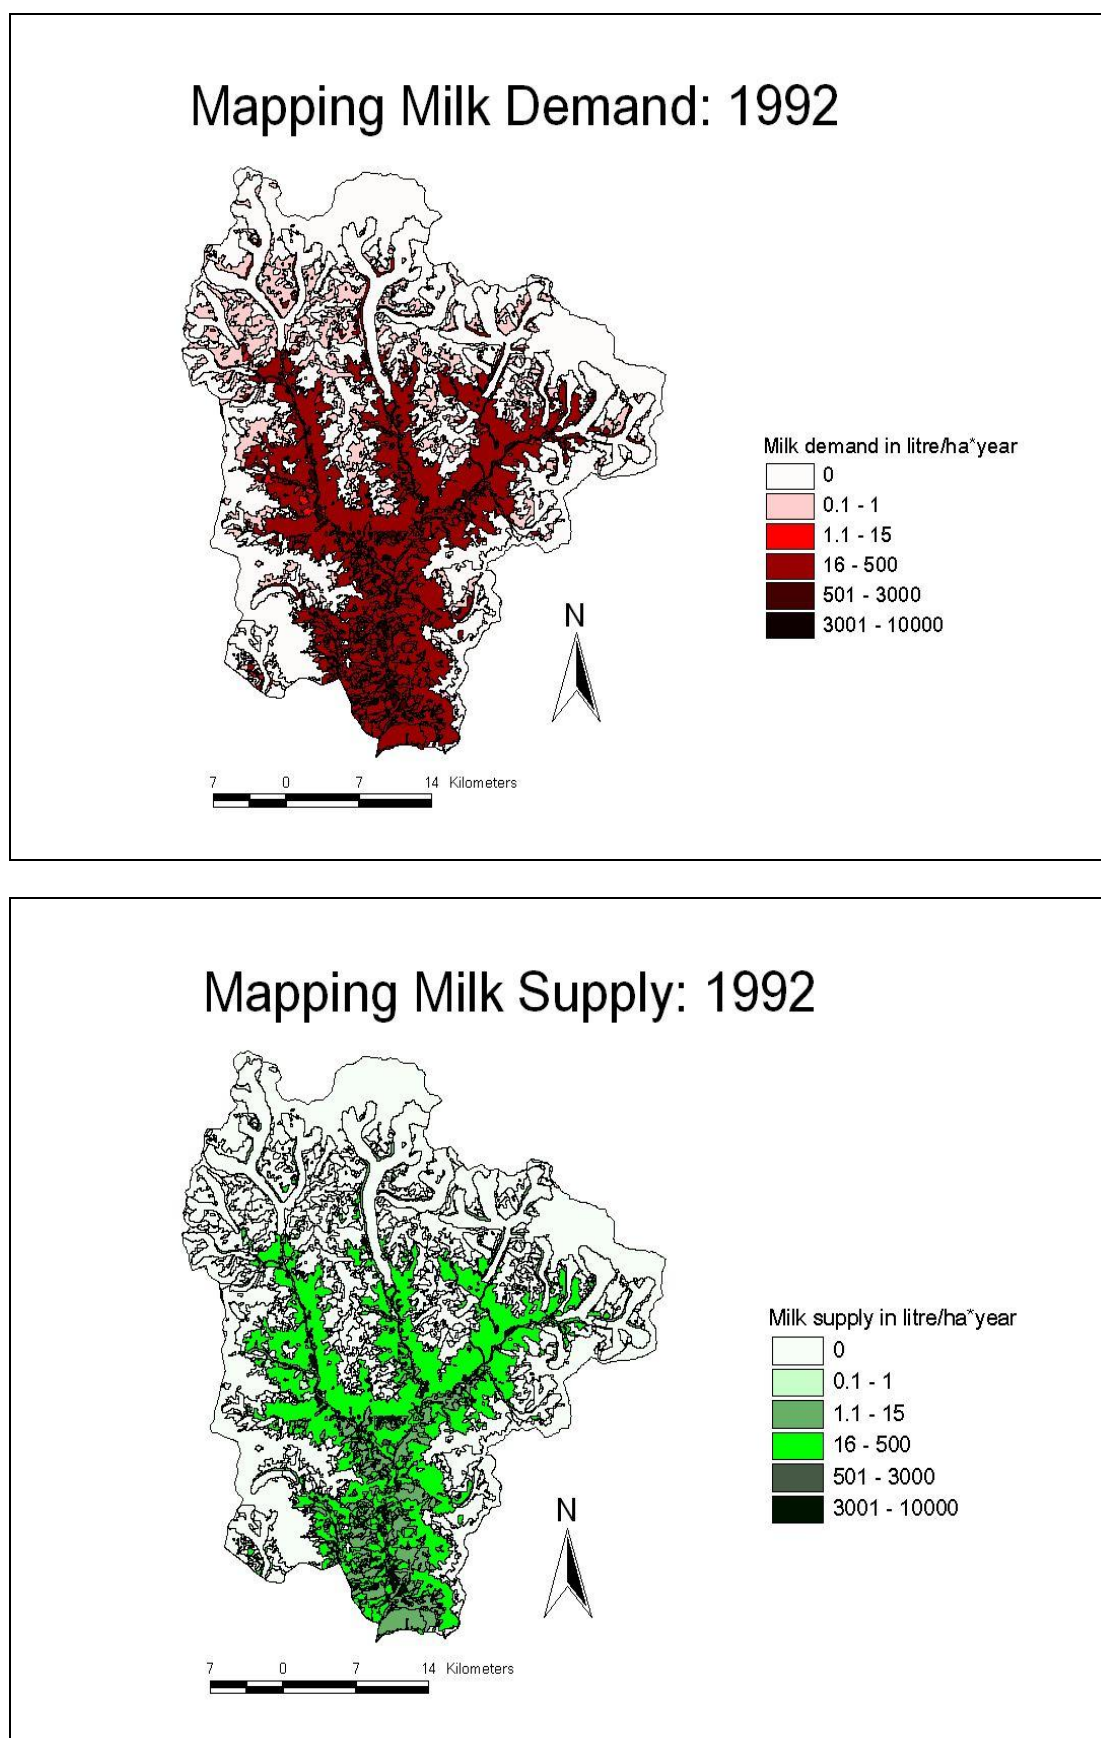 Mapping Milk Demand: 1992
Milk demand in litre/ha*year
0
0.1 - 1
1.1 - 15
16 - 500
501 - 3000
3001 - 10000
N
7 0 7 14 Kilometers
Mapping Milk Supply: 1992
Milk supply in litre/ha*year
0
0.1 - 1
1.1 - 15
16 - 500
501 - 3000
3001 - 10000
N
7 0 7 14 Kilometers